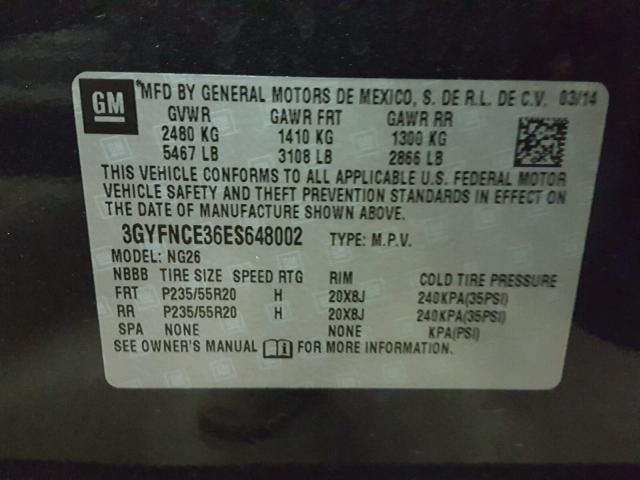 GM
MFD BY GENERAL MOTORS DE MEXICO, S. DE R.L. DE C.V. 03/14
GVWR GAWR FRT GAWR RR
2480 KG 1410 KG 1300 KG
5467 LB 3108 LB 2866 LB
THIS VEHICLE CONFORMS TO ALL APPLICABLE U.S. FEDERAL MOTOR
VEHICLE SAFETY AND THEFT PREVENTION STANDARDS IN EFFECT ON
THE DATE OF MANUFACTURE SHOWN ABOVE.
3GYFNCE36ES648002 TYPE: M.P.V.
MODEL: NG26
NBBB TIRE SIZE SPEED RTG RIM COLD TIRE PRESSURE
FRT P235/55R20 H 20X8J 240KPA(35PSI)
RR P235/55R20 H 20X8J 240KPA(35PSI)
SPA NONE NONE KPA(PSI)
SEE OWNER'S MANUAL FOR MORE INFORMATION.